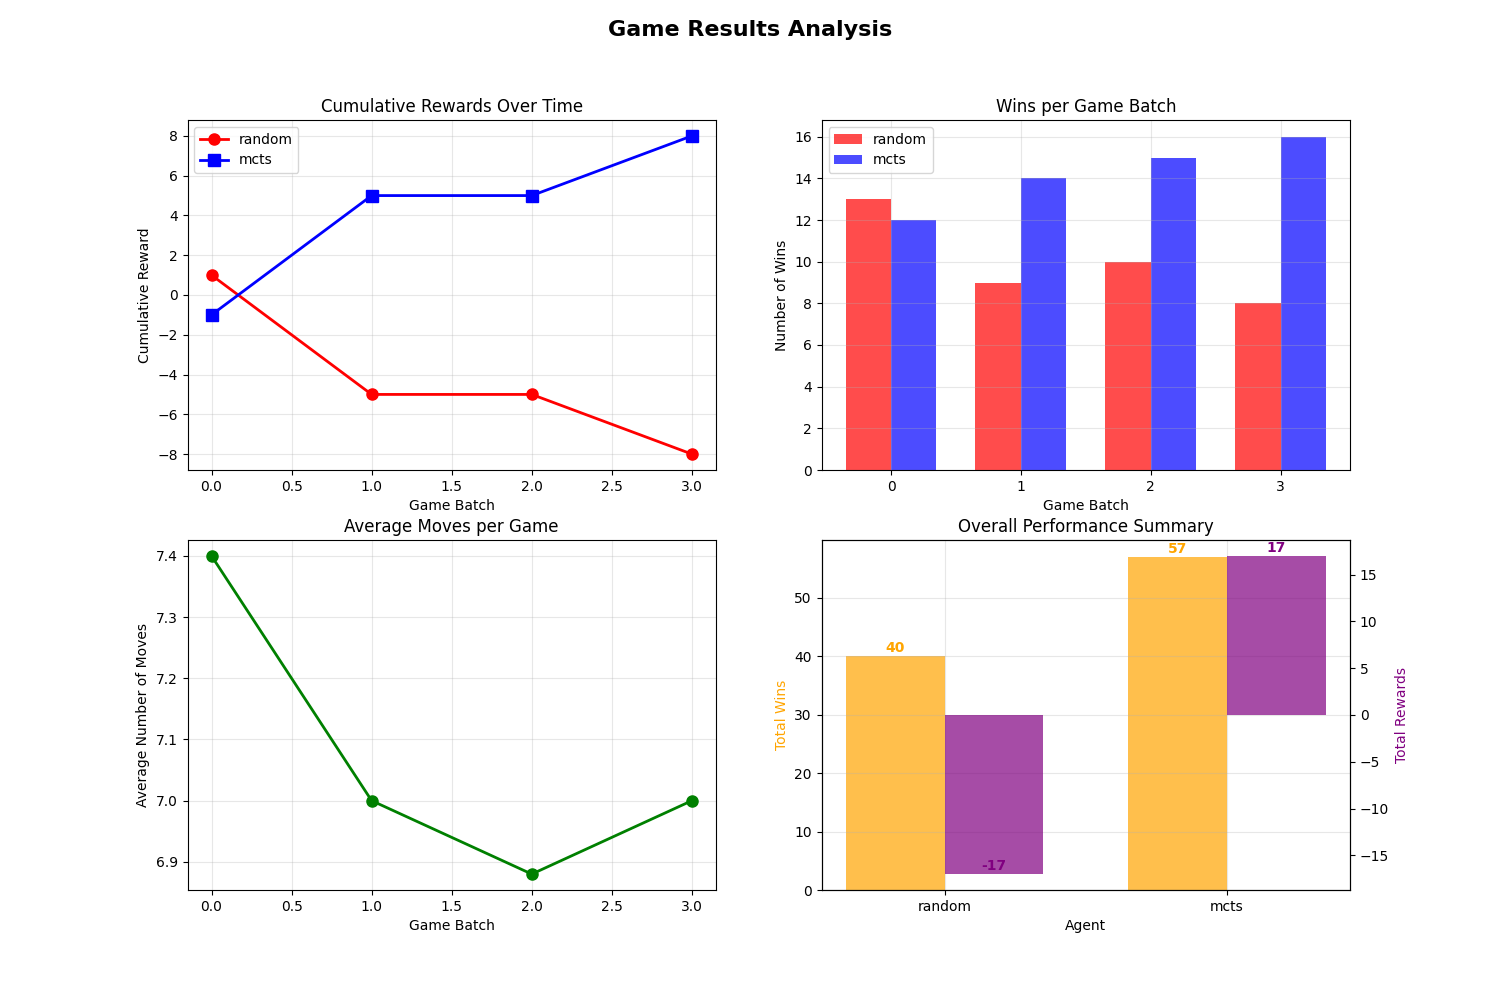 Game Results Analysis
Cumulative Rewards Over Time
random
mcts
8
6
4
2
0
−2
−4
−6
−8
Cumulative Reward
0.0 0.5 1.0 1.5 2.0 2.5 3.0
Game Batch
Wins per Game Batch
random
mcts
16
14
12
10
8
6
4
2
0
Number of Wins
0 1 2 3
Game Batch
Average Moves per Game
7.4
7.3
7.2
7.1
7.0
6.9
Average Number of Moves
0.0 0.5 1.0 1.5 2.0 2.5 3.0
Game Batch
Overall Performance Summary
57
17
40
-17
50
40
30
20
10
0
Total Wins
15
10
5
0
−5
−10
−15
Total Rewards
random mcts
Agent